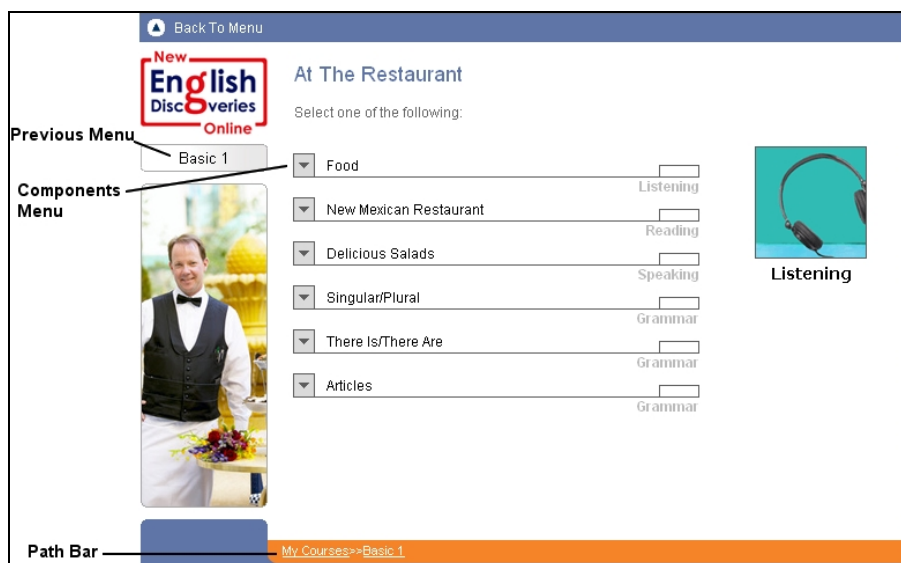 Back To Menu
New
English
Discoveries
Online
At The Restaurant
Select one of the following:
Previous Menu
Basic 1
Components
Menu
Food
Listening
New Mexican Restaurant
Reading
Delicious Salads
Speaking
Singular/Plural
Grammar
There Is/There Are
Grammar
Articles
Grammar
Listening
Path Bar
My Courses>>Basic 1